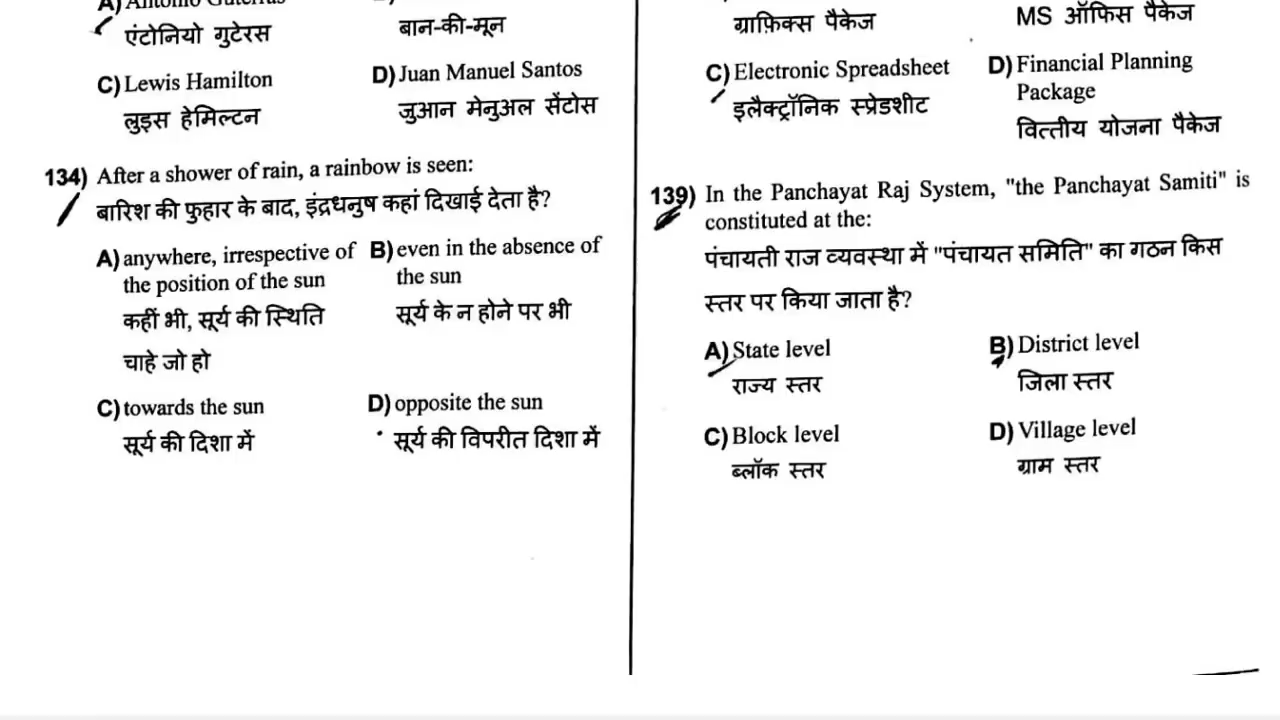 A) Antonio Guterras
एंटोनियो गुटेरस
बान-की-मून
C) Lewis Hamilton
लुइस हेमिल्टन
D) Juan Manuel Santos
जुआन मेनुअल सेंटोस
134) After a shower of rain, a rainbow is seen:
बारिश की फुहार के बाद, इंद्रधनुष कहां दिखाई देता है?
A) anywhere, irrespective of
the position of the sun
कहीं भी, सूर्य की स्थिति
चाहे जो हो
B) even in the absence of
the sun
सूर्य के न होने पर भी
C) towards the sun
सूर्य की दिशा में
D) opposite the sun
सूर्य की विपरीत दिशा में
ग्राफ़िक्स पैकेज
MS ऑफिस पैकेज
C) Electronic Spreadsheet
इलैक्ट्रॉनिक स्प्रेडशीट
D) Financial Planning
Package
वित्तीय योजना पैकेज
139) In the Panchayat Raj System, "the Panchayat Samiti" is
constituted at the:
पंचायती राज व्यवस्था में "पंचायत समिति" का गठन किस
स्तर पर किया जाता है?
A) State level
राज्य स्तर
B) District level
जिला स्तर
C) Block level
ब्लॉक स्तर
D) Village level
ग्राम स्तर